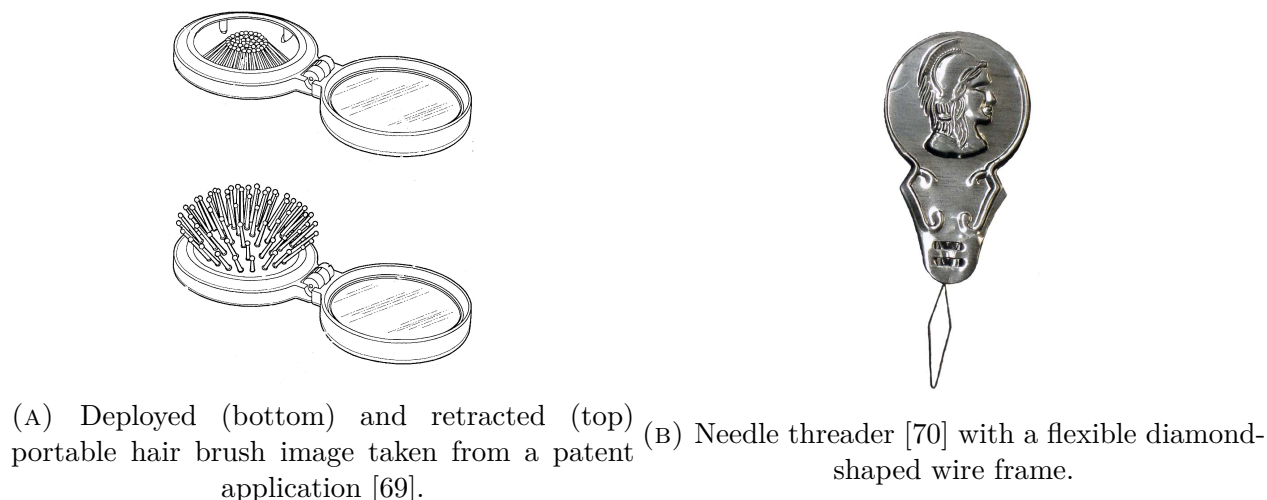 (A) Deployed (bottom) and retracted (top)
portable hair brush image taken from a patent
application [69].
(B) Needle threader [70] with a flexible diamond-
shaped wire frame.